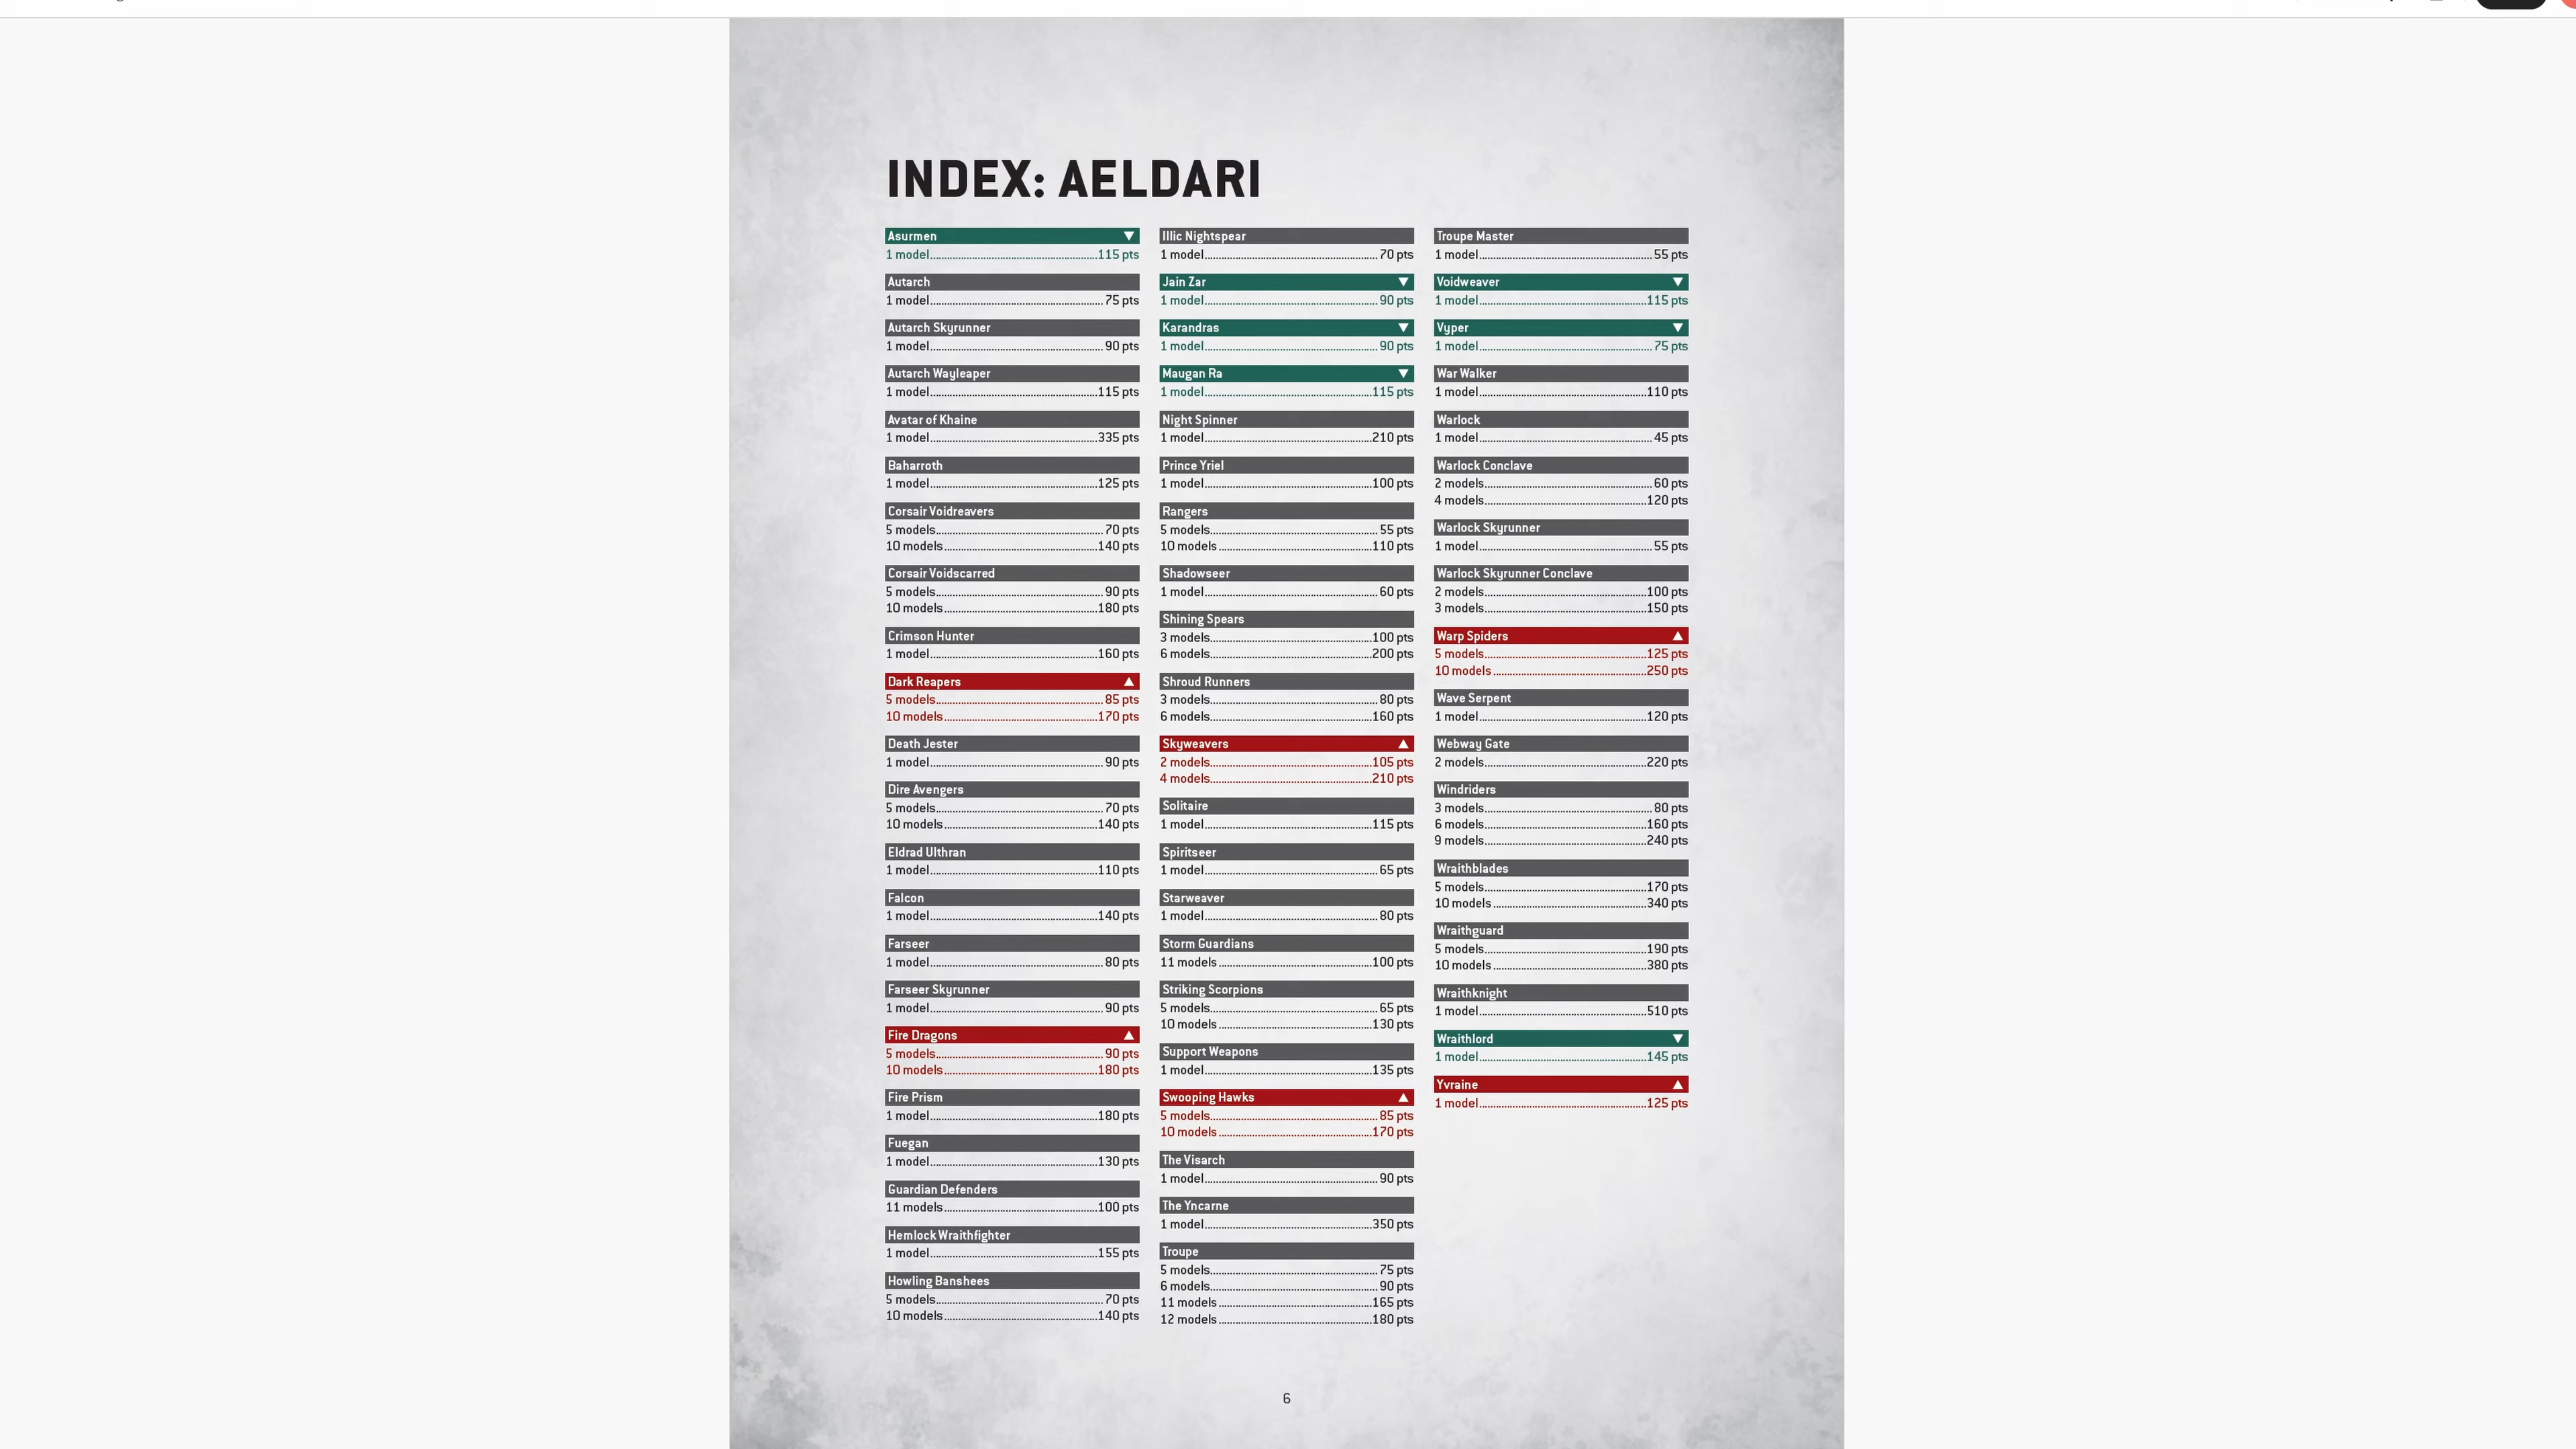 INDEX: AELDARI
Asurmen ▼
1 model 115 pts
Autarch
1 model 75 pts
Autarch Skyrunner
1 model 90 pts
Autarch Wayleaper
1 model 115 pts
Avatar of Khaine
1 model 335 pts
Baharroth
1 model 125 pts
Corsair Voidreavers
5 models 70 pts
10 models 140 pts
Corsair Voidscarred
5 models 90 pts
10 models 180 pts
Crimson Hunter
1 model 160 pts
Dark Reapers ▲
5 models 85 pts
10 models 170 pts
Death Jester
1 model 90 pts
Dire Avengers
5 models 70 pts
10 models 140 pts
Eldrad Ulthran
1 model 110 pts
Falcon
1 model 140 pts
Farseer
1 model 80 pts
Farseer Skyrunner
1 model 90 pts
Fire Dragons ▲
5 models 90 pts
10 models 180 pts
Fire Prism
1 model 180 pts
Fuegan
1 model 130 pts
Guardian Defenders
11 models 100 pts
Hemlock Wraithfighter
1 model 155 pts
Howling Banshees
5 models 70 pts
10 models 140 pts
Illic Nightspear
1 model 70 pts
Jain Zar ▼
1 model 90 pts
Karandras ▼
1 model 90 pts
Maugan Ra ▼
1 model 115 pts
Night Spinner
1 model 210 pts
Prince Yriel
1 model 100 pts
Rangers
5 models 55 pts
10 models 110 pts
Shadowseer
1 model 60 pts
Shining Spears
3 models 100 pts
6 models 200 pts
Shroud Runners
3 models 80 pts
6 models 160 pts
Skyweavers ▲
2 models 105 pts
4 models 210 pts
Solitaire
1 model 115 pts
Spiritseer
1 model 65 pts
Starweaver
1 model 80 pts
Storm Guardians
11 models 100 pts
Striking Scorpions
5 models 65 pts
10 models 130 pts
Support Weapons
1 model 135 pts
Swooping Hawks ▲
5 models 85 pts
10 models 170 pts
The Visarch
1 model 90 pts
The Yncarne
1 model 350 pts
Troupe
5 models 75 pts
6 models 90 pts
11 models 165 pts
12 models 180 pts
Troupe Master
1 model 55 pts
Voidweaver ▼
1 model 115 pts
Vyper ▼
1 model 75 pts
War Walker
1 model 110 pts
Warlock
1 model 45 pts
Warlock Conclave
2 models 60 pts
4 models 120 pts
Warlock Skyrunner
1 model 55 pts
Warlock Skyrunner Conclave
2 models 100 pts
3 models 150 pts
Warp Spiders ▲
5 models 125 pts
10 models 250 pts
Wave Serpent
1 model 120 pts
Webway Gate
2 models 220 pts
Windriders
3 models 80 pts
6 models 160 pts
9 models 240 pts
Wraithblades
5 models 170 pts
10 models 340 pts
Wraithguard
5 models 190 pts
10 models 380 pts
Wraithknight
1 model 510 pts
Wraithlord ▼
1 model 145 pts
Yvraine ▲
1 model 125 pts
6